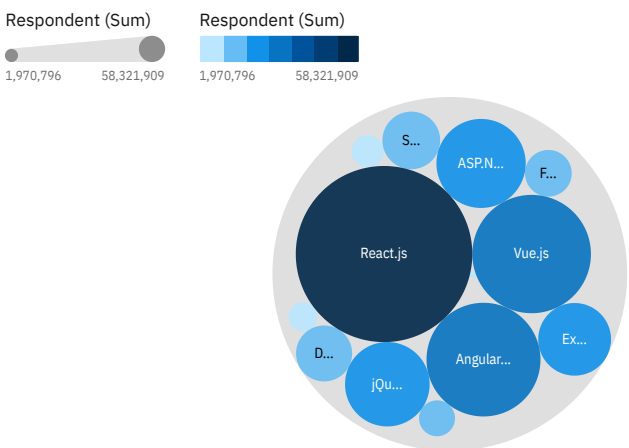 Respondent (Sum)
1,970,796 58,321,909
Respondent (Sum)
1,970,796 58,321,909
S...
ASP.N...
F...
React.js
Vue.js
Ex...
D...
Angular...
jQu...